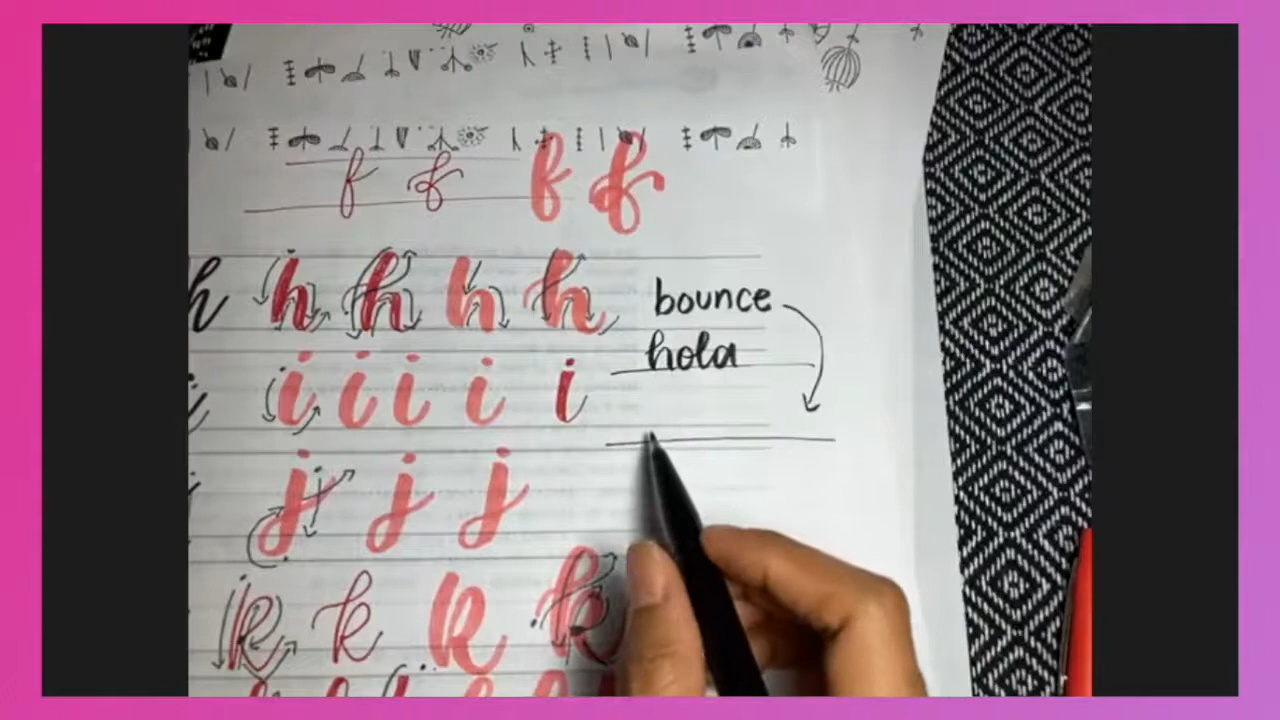 f f f f
h h h h h bounce
hola
i i i i i i
j j j
k k k k